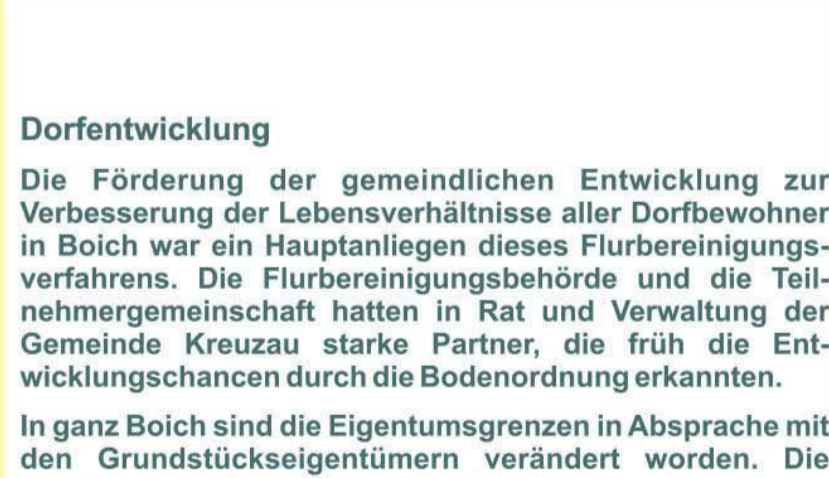 Dorfentwicklung
Die Förderung der gemeindlichen Entwicklung zur
Verbesserung der Lebensverhältnisse aller Dorfbewohner
in Boich war ein Hauptanliegen dieses Flurbereinigungs-
verfahrens. Die Flurbereinigungsbehörde und die Teil-
nehmergemeinschaft hatten in Rat und Verwaltung der
Gemeinde Kreuzau starke Partner, die früh die Ent-
wicklungschancen durch die Bodenordnung erkannten.
In ganz Boich sind die Eigentumsgrenzen in Absprache mit
den Grundstückseigentümern verändert worden. Die